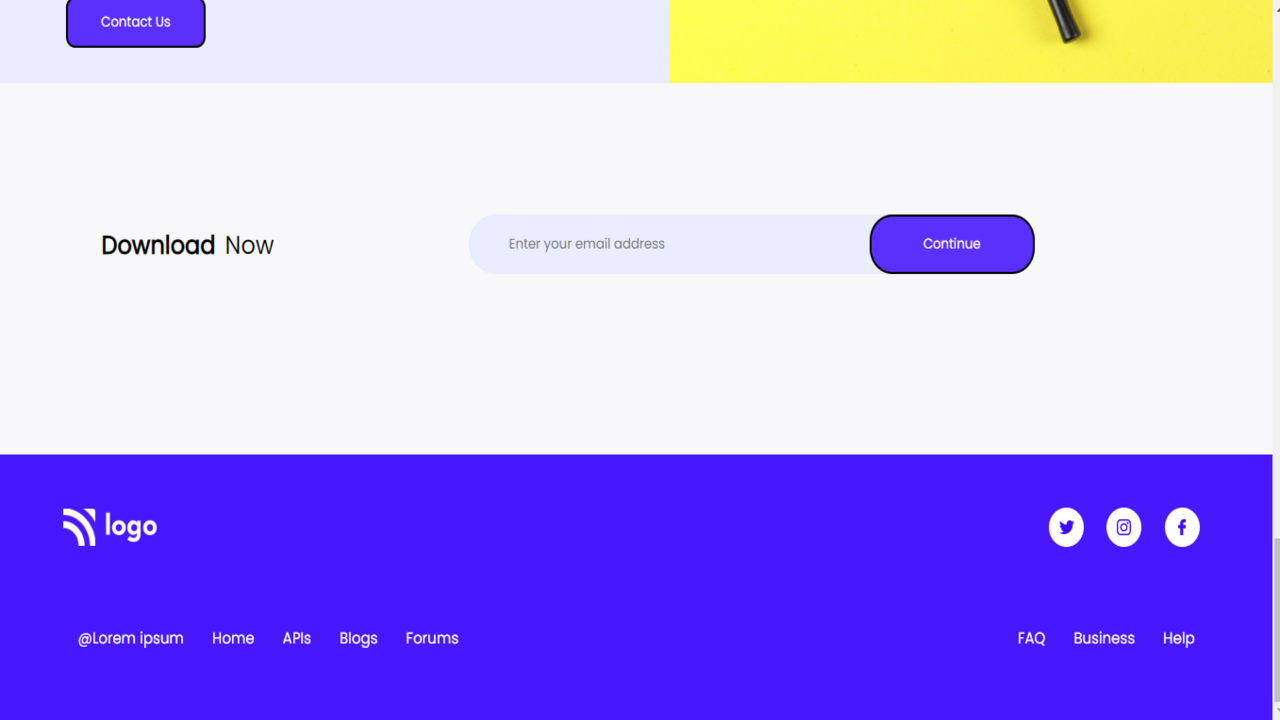 Contact Us
Download Now
Enter your email address
Continue
logo
@Lorem ipsum Home APIs Blogs Forums
FAQ Business Help